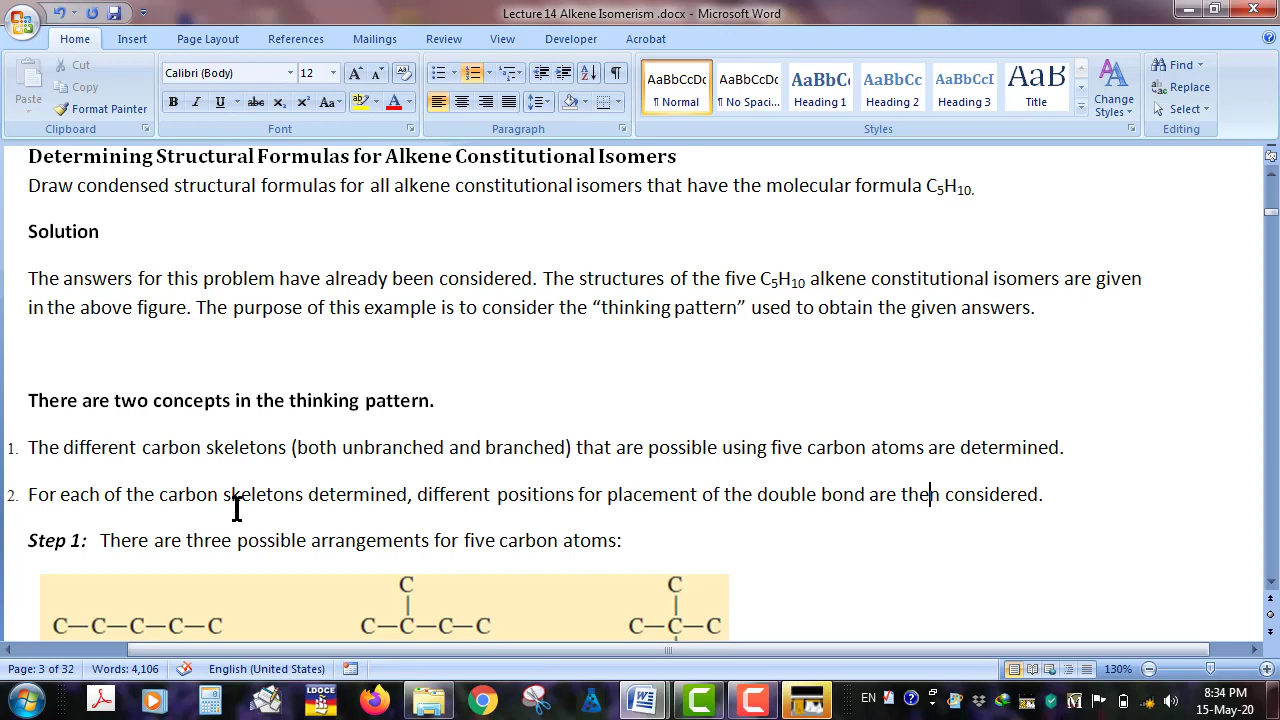 Lecture 14 Alkene Isomerism .docx - Microsoft Word
Home Insert Page Layout References Mailings Review View Developer Acrobat
Paste
Cut
Copy
Format Painter
Clipboard
Calibri (Body) 12
B I U abc X₂ X² Aa A
Font
Paragraph
AaBbCcDc AaBbCcDc AaBbC AaBbCc AaBbCcI AaB
¶ Normal ¶ No Spaci... Heading 1 Heading 2 Heading 3 Title
Change Styles
Styles
Find
Replace
Select
Editing
Determining Structural Formulas for Alkene Constitutional Isomers
Draw condensed structural formulas for all alkene constitutional isomers that have the molecular formula C₅H₁₀.
Solution
The answers for this problem have already been considered. The structures of the five C₅H₁₀ alkene constitutional isomers are given
in the above figure. The purpose of this example is to consider the “thinking pattern” used to obtain the given answers.
There are two concepts in the thinking pattern.
1. The different carbon skeletons (both unbranched and branched) that are possible using five carbon atoms are determined.
2. For each of the carbon skeletons determined, different positions for placement of the double bond are then considered.
Step 1: There are three possible arrangements for five carbon atoms:
C C
C—C—C—C—C C—C—C—C C—C—C
Page: 3 of 32 Words: 4,106 English (United States) 130%
LDOCE EN 8:34 PM
15-May-20